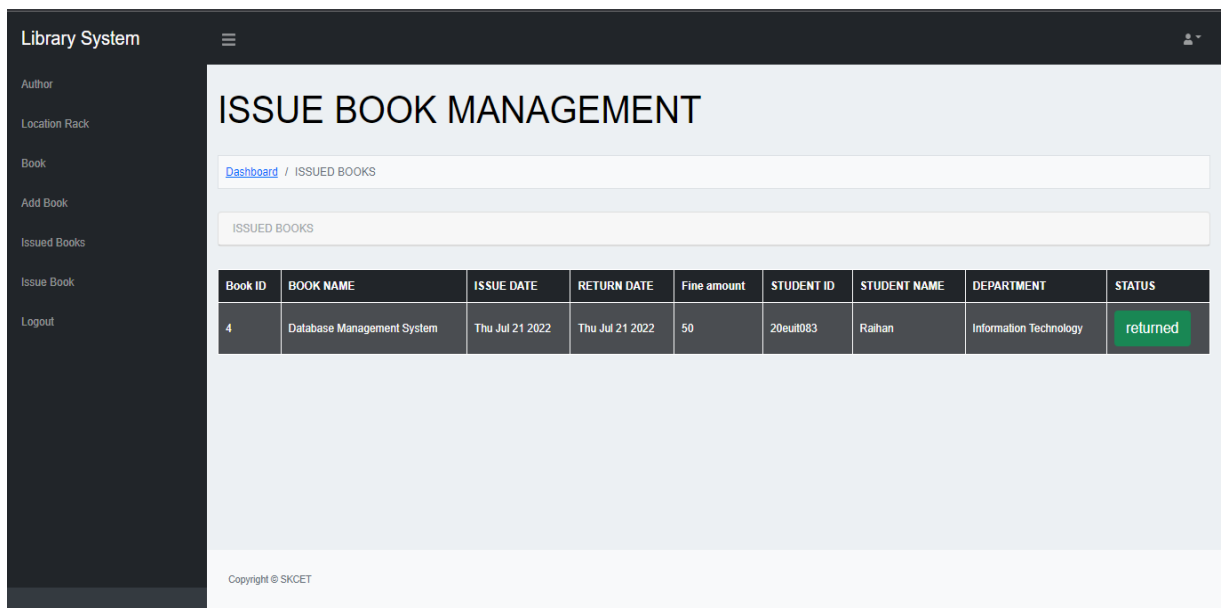 Library System
Author
Location Rack
Book
Add Book
Issued Books
Issue Book
Logout
ISSUE BOOK MANAGEMENT
Dashboard / ISSUED BOOKS
ISSUED BOOKS
Book ID BOOK NAME ISSUE DATE RETURN DATE Fine amount STUDENT ID STUDENT NAME DEPARTMENT STATUS
4 Database Management System Thu Jul 21 2022 Thu Jul 21 2022 50 20euit083 Raihan Information Technology returned
Copyright © SKCET